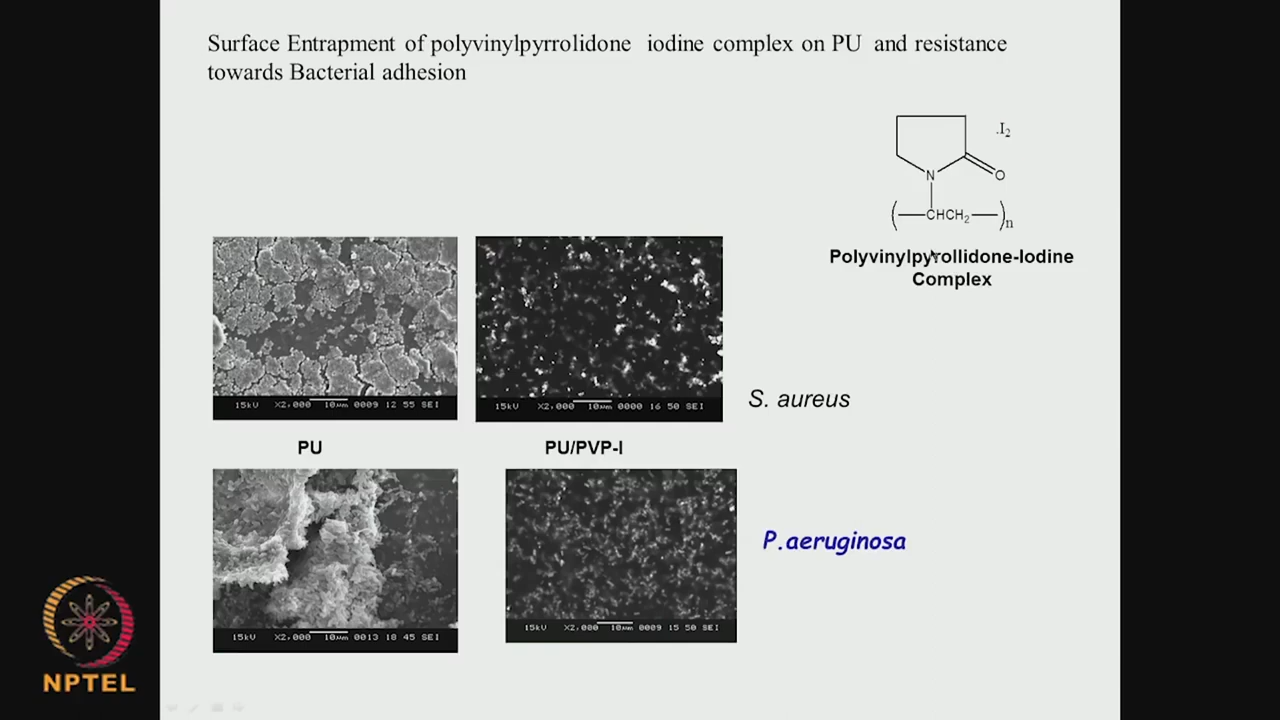 Surface Entrapment of polyvinylpyrrolidone iodine complex on PU and resistance
towards Bacterial adhesion
.I2
N
O
CHCH2
n
Polyvinylpyrollidone-Iodine
Complex
15kV X2,000 10µm 0009 12 55 SEI
15kV X2,000 10µm 0000 16 50 SEI
S. aureus
PU
PU/PVP-I
P.aeruginosa
15kV X2,000 10µm 0013 18 45 SEI
15kV X2,000 10µm 0009 15 50 SEI
NPTEL